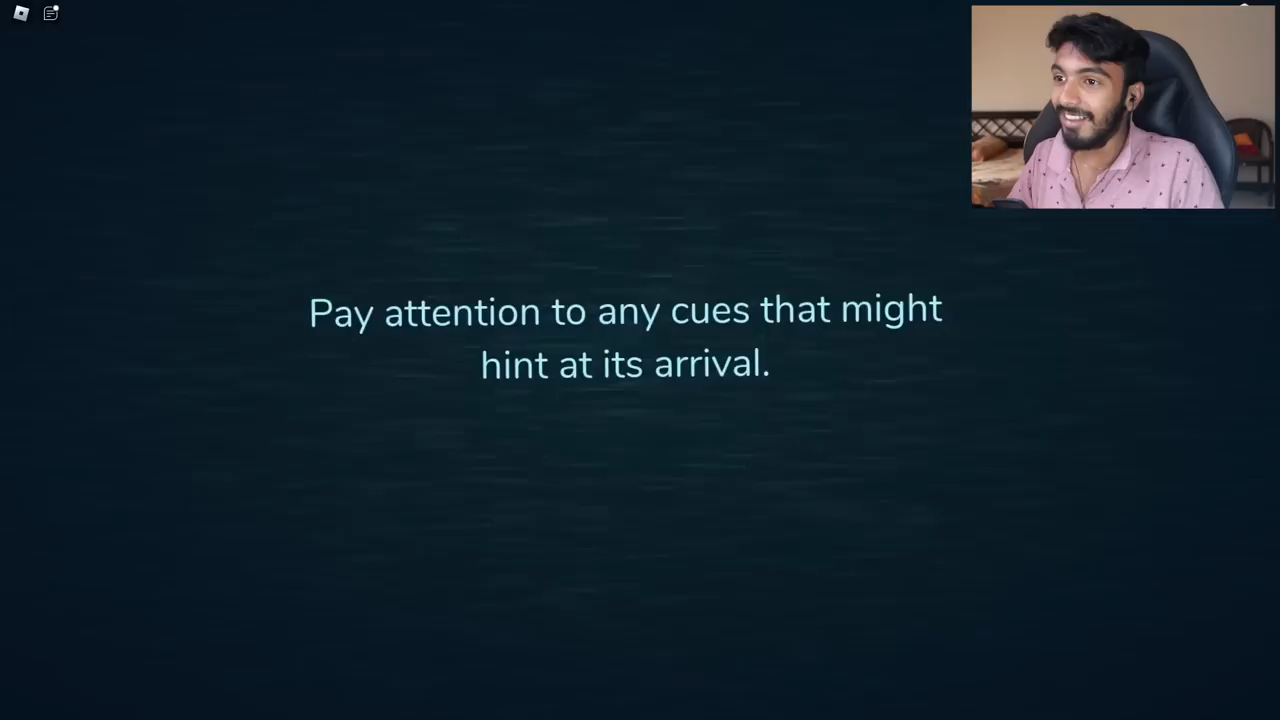 Pay attention to any cues that might
hint at its arrival.